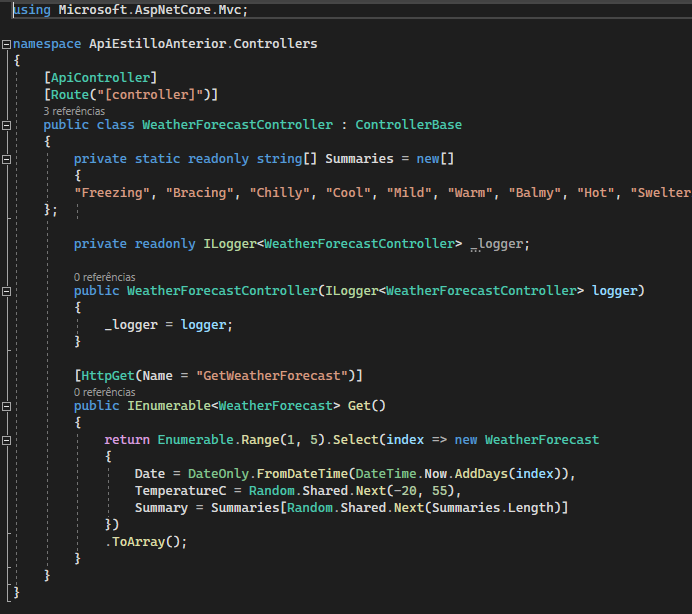 using Microsoft.AspNetCore.Mvc;
namespace ApiEstilloAnterior.Controllers
{
[ApiController]
[Route("[controller]")]
3 referências
public class WeatherForecastController : ControllerBase
{
private static readonly string[] Summaries = new[]
{
"Freezing", "Bracing", "Chilly", "Cool", "Mild", "Warm", "Balmy", "Hot", "Swelter
};
private readonly ILogger<WeatherForecastController> _logger;
0 referências
public WeatherForecastController(ILogger<WeatherForecastController> logger)
{
_logger = logger;
}
[HttpGet(Name = "GetWeatherForecast")]
0 referências
public IEnumerable<WeatherForecast> Get()
{
return Enumerable.Range(1, 5).Select(index => new WeatherForecast
{
Date = DateOnly.FromDateTime(DateTime.Now.AddDays(index)),
TemperatureC = Random.Shared.Next(-20, 55),
Summary = Summaries[Random.Shared.Next(Summaries.Length)]
})
.ToArray();
}
}
}